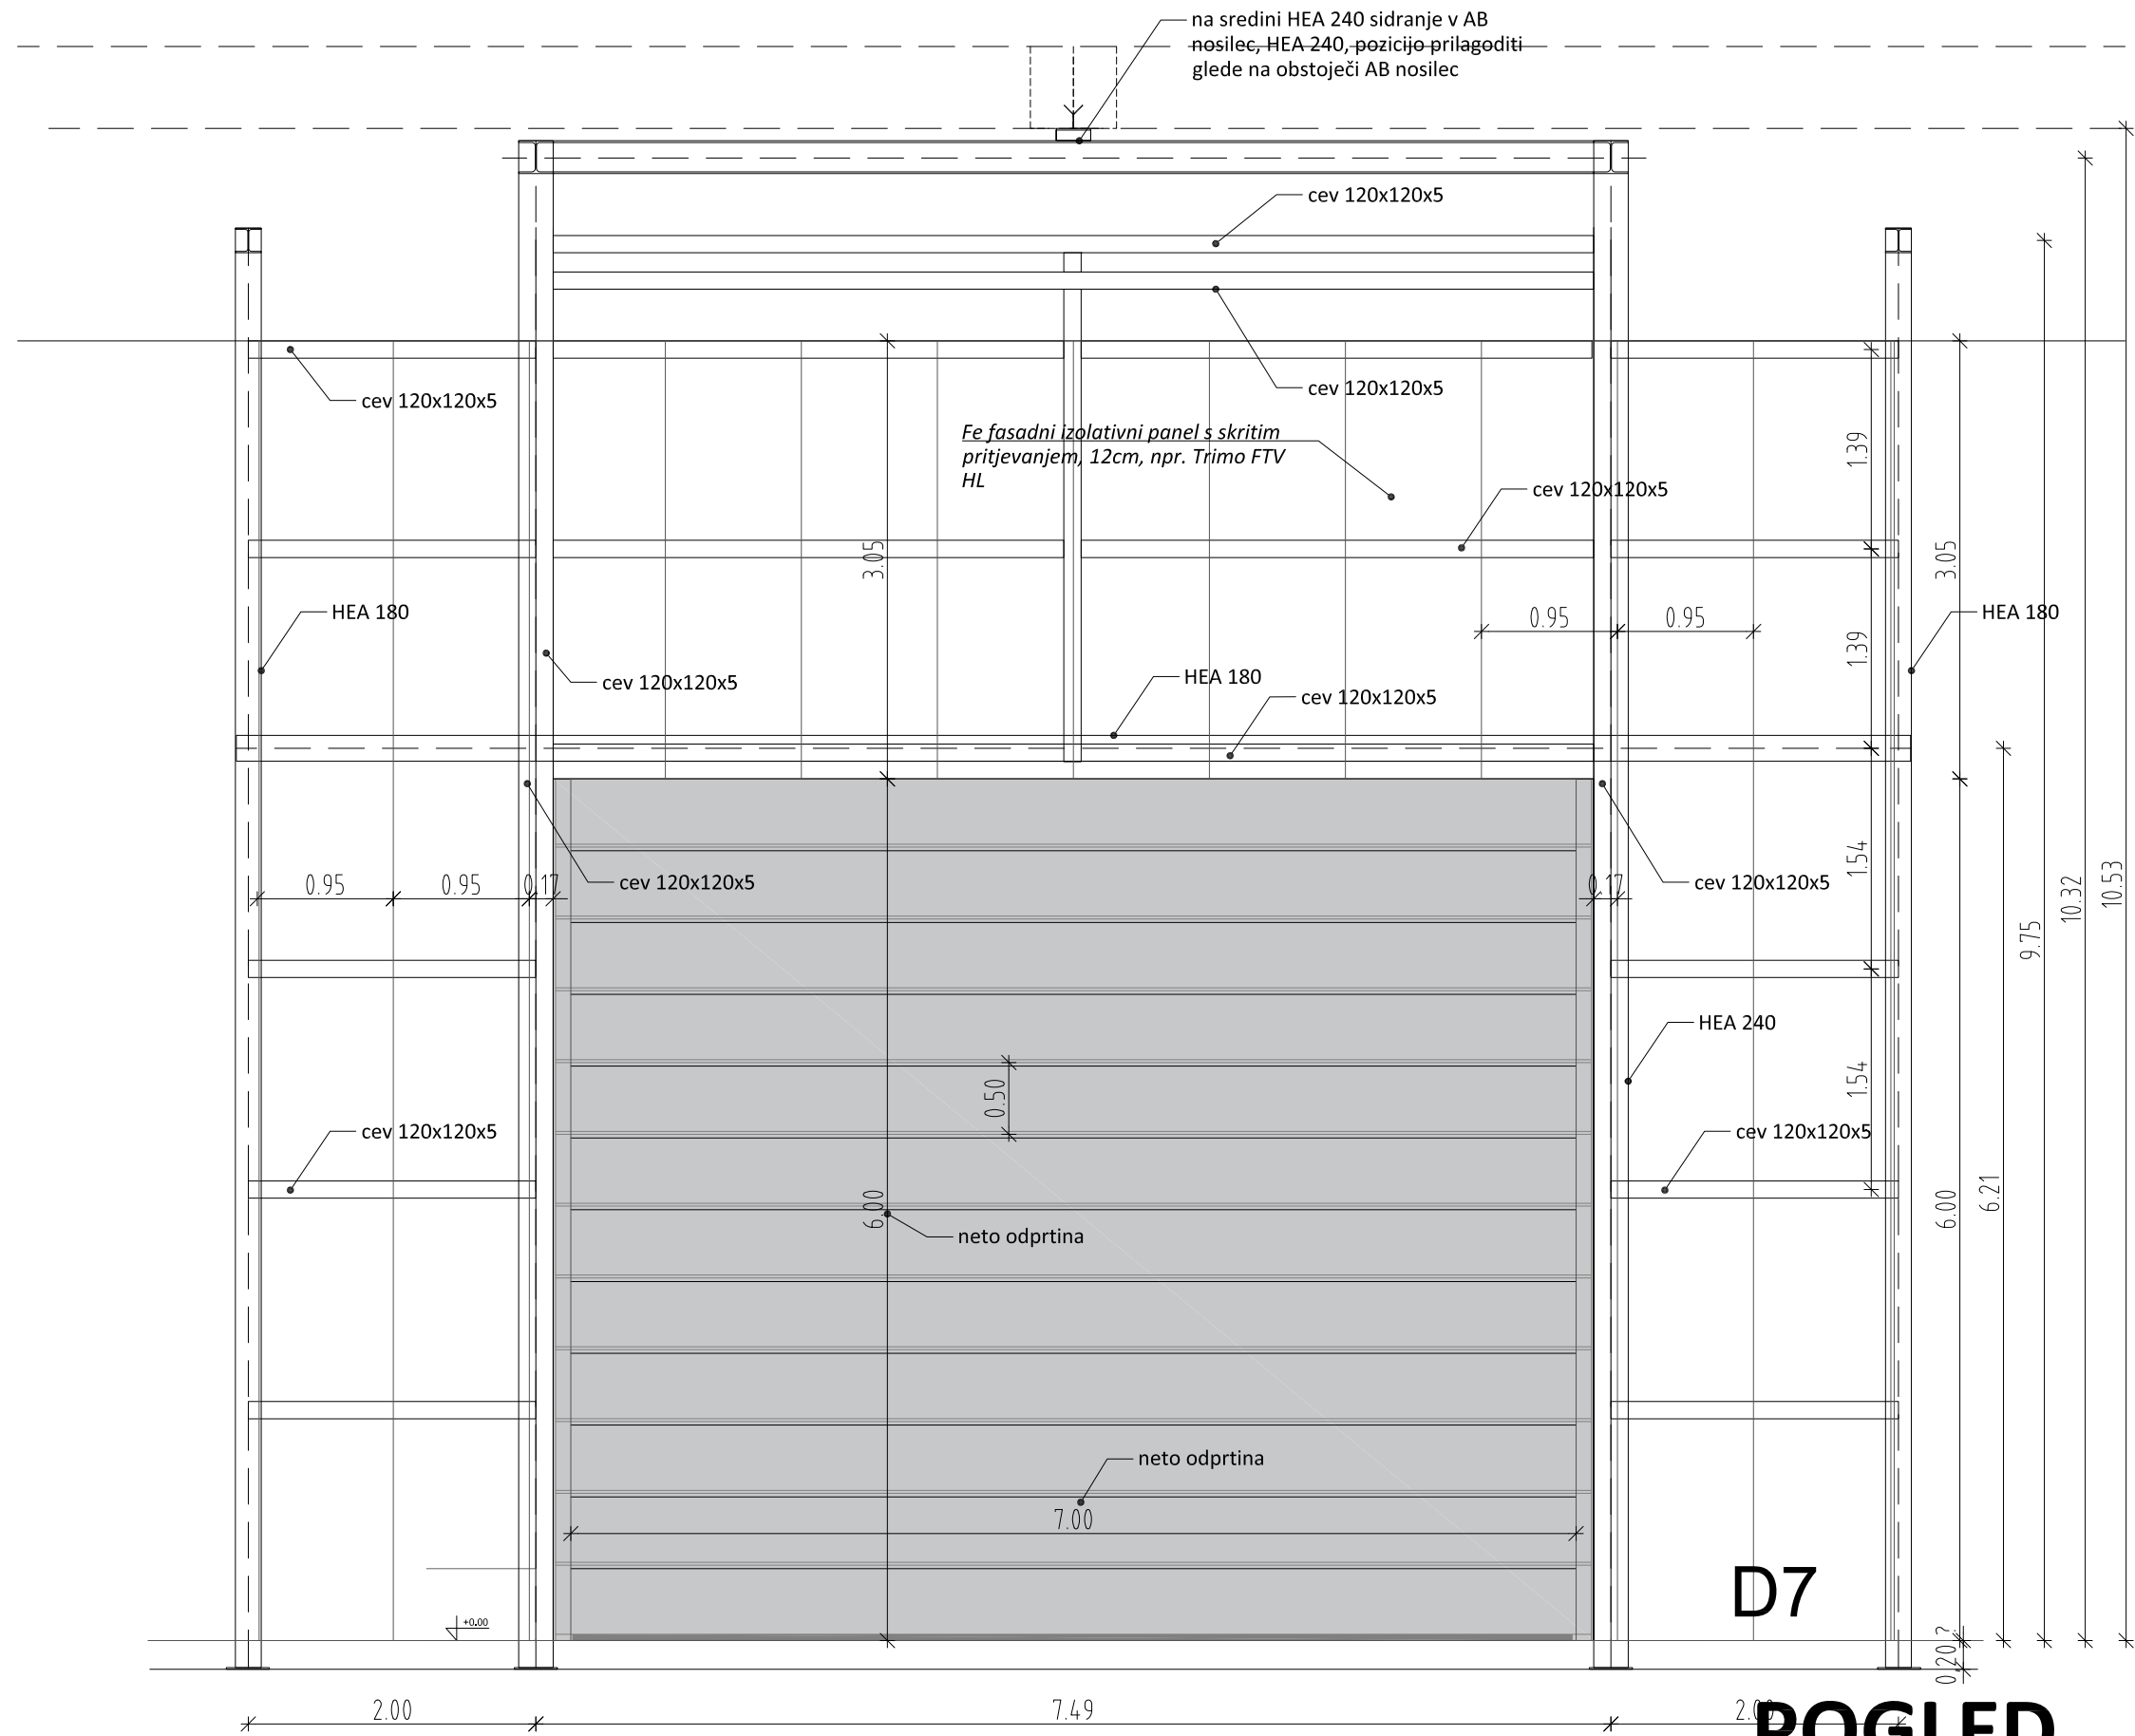 na sredini HEA 240 sidranje v AB
nosilec, HEA 240, pozicijo prilagoditi
glede na obstoječi AB nosilec
cev 120x120x5
cev 120x120x5
cev 120x120x5
Fe fasadni izolativni panel s skritim
pritjevanjem, 12cm, npr. Trimo FTV
HL
1.39
cev 120x120x5
3.05
3.05
HEA 180
0.95
0.95
HEA 180
1.39
cev 120x120x5
HEA 180
cev 120x120x5
0.95
0.95
0.17
cev 120x120x5
0.17
cev 120x120x5
1.54
10.32
10.53
9.75
HEA 240
0.50
1.54
cev 120x120x5
cev 120x120x5
6.00
6.00
6.21
neto odprtina
neto odprtina
7.00
D7
+0.00
0,20 ?
2.00
7.49
2.00
POGLED